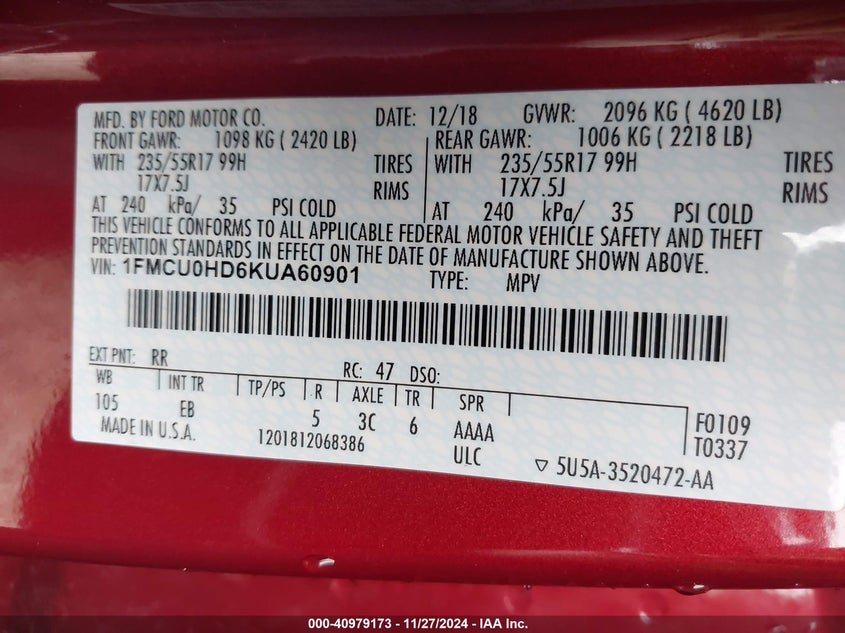 MFD. BY FORD MOTOR CO. DATE: 12/18 GVWR: 2096 KG ( 4620 LB)
FRONT GAWR: 1098 KG ( 2420 LB) REAR GAWR: 1006 KG ( 2218 LB)
WITH 235/55R17 99H TIRES WITH 235/55R17 99H TIRES
17X7.5J RIMS 17X7.5J RIMS
AT 240 kPa/ 35 PSI COLD AT 240 kPa/ 35 PSI COLD
THIS VEHICLE CONFORMS TO ALL APPLICABLE FEDERAL MOTOR VEHICLE SAFETY AND THEFT
PREVENTION STANDARDS IN EFFECT ON THE DATE OF MANUFACTURE SHOWN ABOVE.
VIN: 1FMCU0HD6KUA60901 TYPE: MPV
EXT PNT: RR RC: 47 DSO:
WB INT TR TP/PS R AXLE TR SPR
105 EB 5 3C 6 AAAA F0109
MADE IN U.S.A. 1201812068386 ULC T0337
▽ 5U5A-3520472-AA
000-40979173 - 11/27/2024 - IAA Inc.